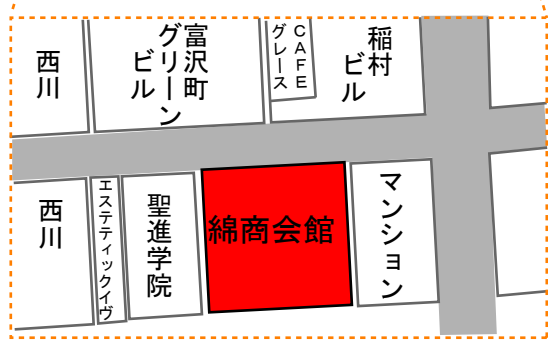 西川
富沢町
グリーン
ビル
CAFE
グレース
稲村
ビル
西川
エステティックイヴ
聖進学院
綿商会館
マンション